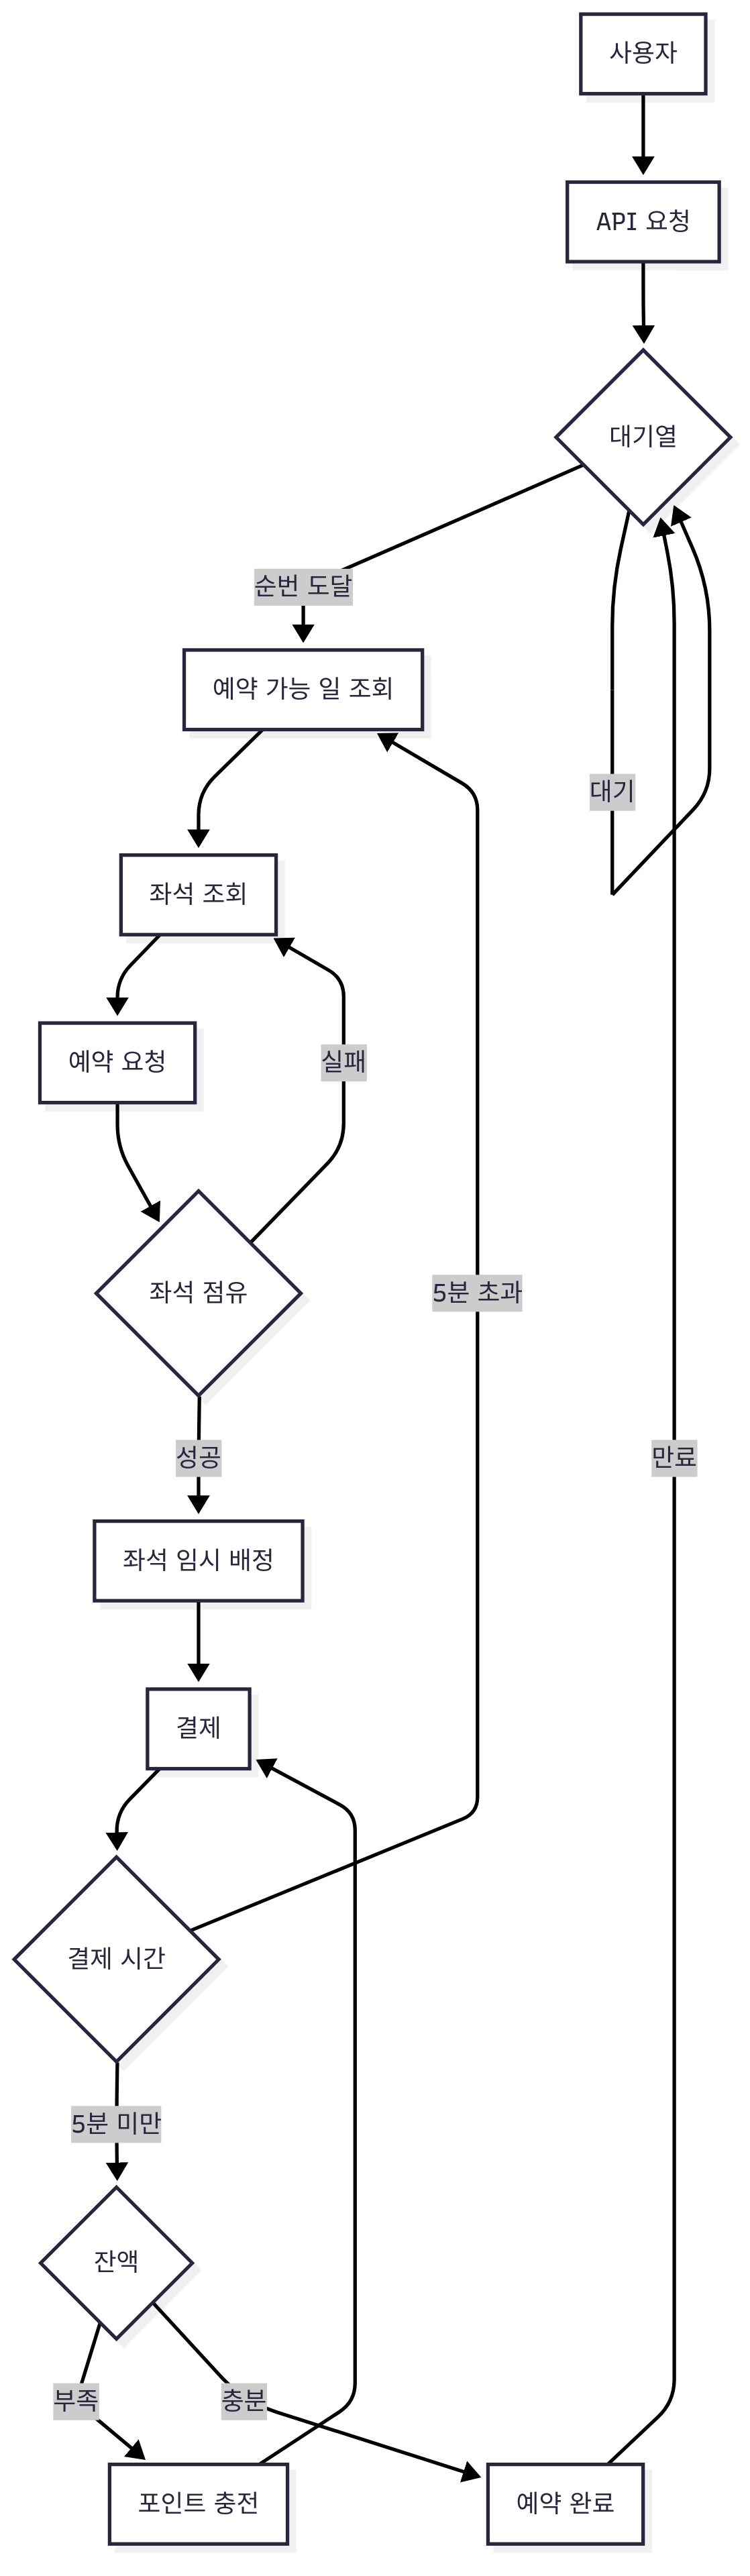 사용자
API 요청
대기열
순번 도달
예약 가능 일 조회
대기
좌석 조회
예약 요청
실패
좌석 점유
5분 초과
성공
만료
좌석 임시 배정
결제
결제 시간
5분 미만
잔액
부족
충분
포인트 충전
예약 완료